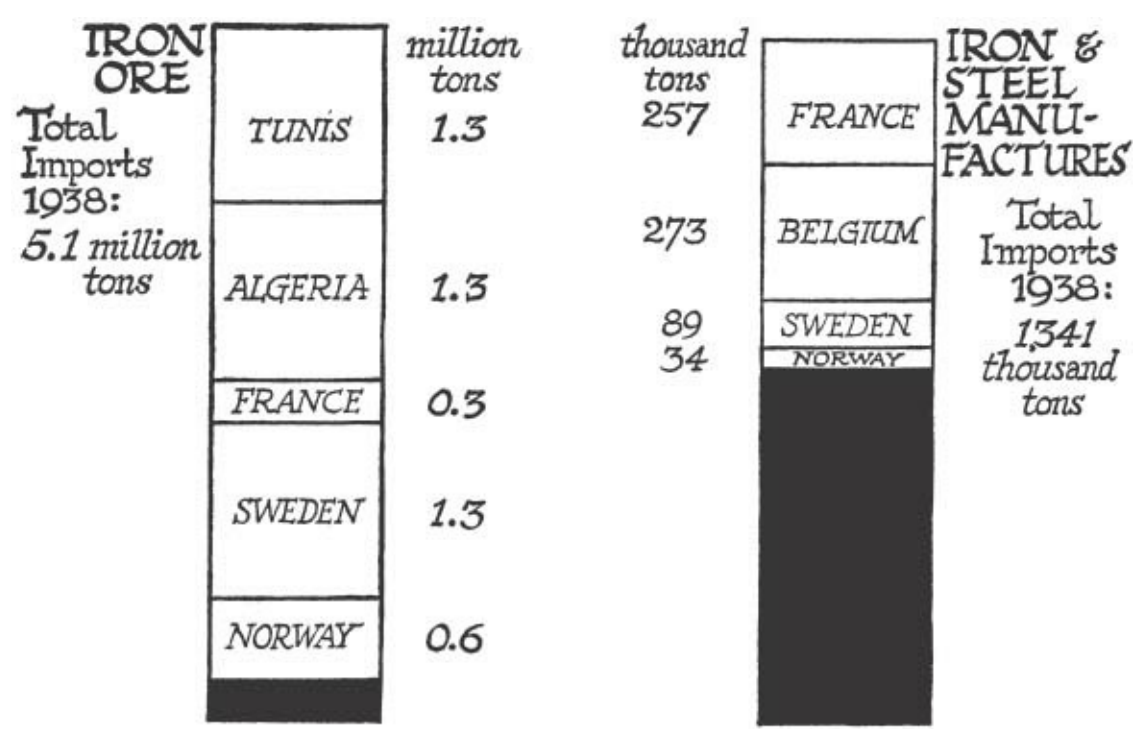 IRON
ORE
Total
Imports
1938:
5.1 million
tons
TUNIS
ALGERIA
FRANCE
SWEDEN
NORWAY
million
tons
1.3
1.3
0.3
1.3
0.6
thousand
tons
257
273
89
34
FRANCE
BELGIUM
SWEDEN
NORWAY
IRON &
STEEL
MANU-
FACTURES
Total
Imports
1938:
1,341
thousand
tons